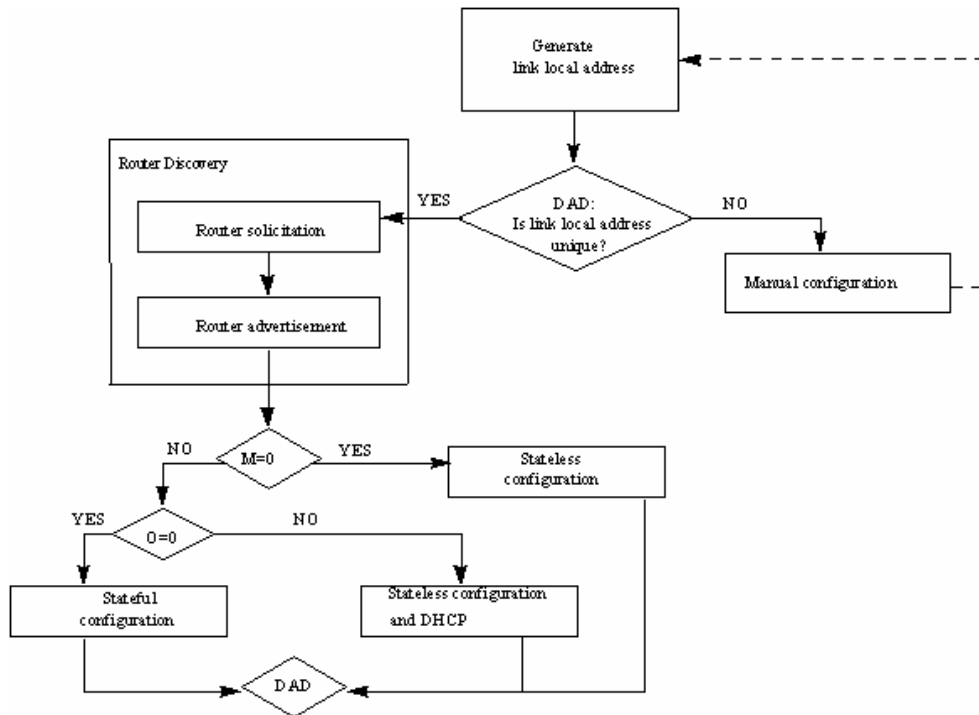 Generate
link local address
Router Discovery
YES
DAD:
Is link local address
unique?
NO
Router solicitation
Manual configuration
Router advertisement
NO
M=0
YES
Stateless
configuration
YES
O=0
NO
Stateful
configuration
Stateless configuration
and DHCP
DAD